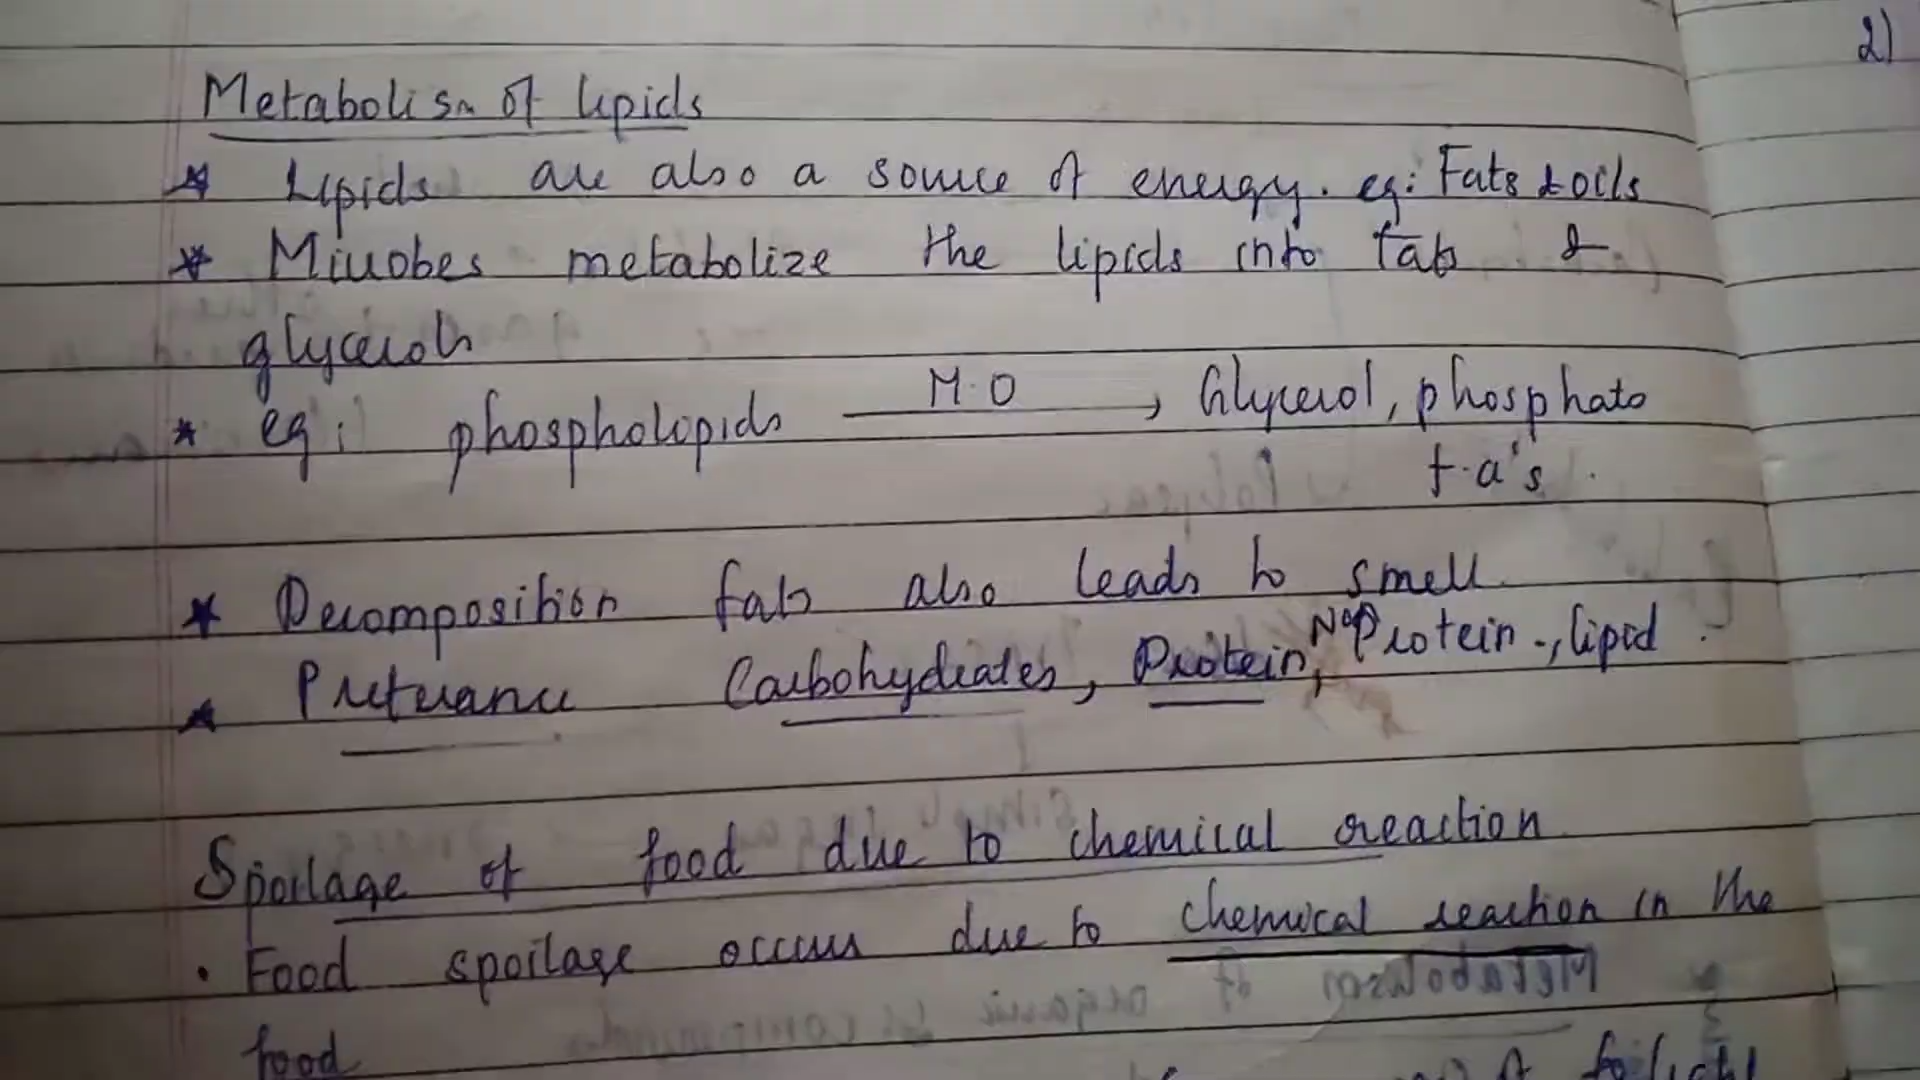 2)
Metabolism of lipids
* Lipids are also a source of energy. eg: Fats & oils
* Microbes metabolize the lipids into fats &
glycerols
* eg: phospholipids M.O → Glycerol, phosphate
f.a's.
* Decomposition fats also leads to smell.
* Preferance Carbohydrates, Protein, Non Protein, lipid.
Spoilage of food due to chemical reaction
• Food spoilage occurs due to chemical reaction in the
food